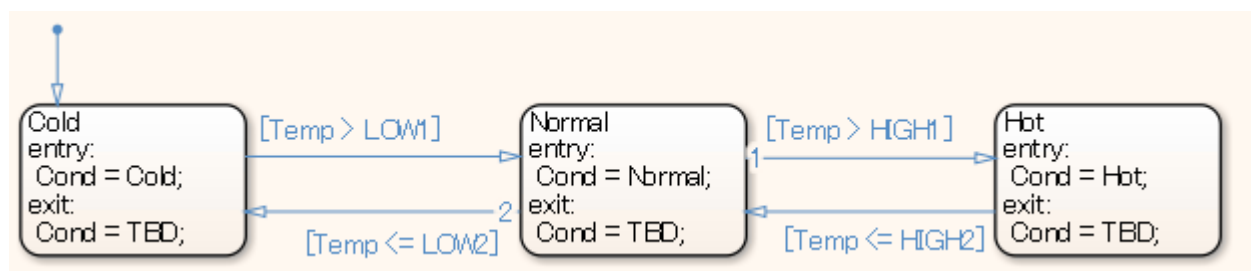 Cold
entry:
Cond = Cold;
exit:
Cond = TBD;
[Temp > LOW1]
[Temp <= LOW2]
2
Normal
entry:
Cond = Normal;
exit:
Cond = TBD;
1
[Temp > HIGH1]
[Temp <= HIGH2]
Hot
entry:
Cond = Hot;
exit:
Cond = TBD;